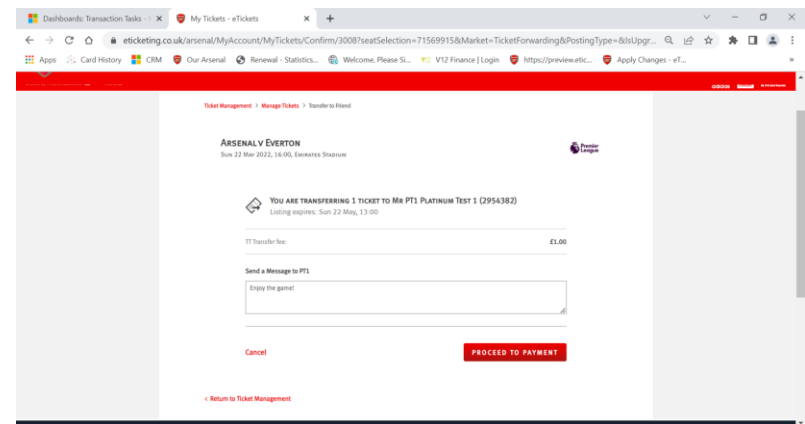 Dashboards: Transaction Tasks -
My Tickets - eTickets
eticketing.co.uk/arsenal/MyAccount/MyTickets/Confirm/3008?seatSelection=71569915&Market=TicketForwarding&PostingType=&IsUpgr...
Apps Card History CRM Our Arsenal Renewal - Statistics... Welcome, Please Si... V12 Finance | Login https://preview.etic... Apply Changes - eT... »
adidas
Ticket Management > Manage Tickets > Transfer to Friend
ARSENAL V EVERTON
SUN 22 MAY 2022, 16:00, EMIRATES STADIUM
Premier League
YOU ARE TRANSFERRING 1 TICKET TO MR PT1 PLATINUM TEST 1 (2954382)
Listing expires: Sun 22 May, 13:00
TT Transfer fee: £1.00
Send a Message to PT1
Enjoy the game!
Cancel PROCEED TO PAYMENT
< Return to Ticket Management